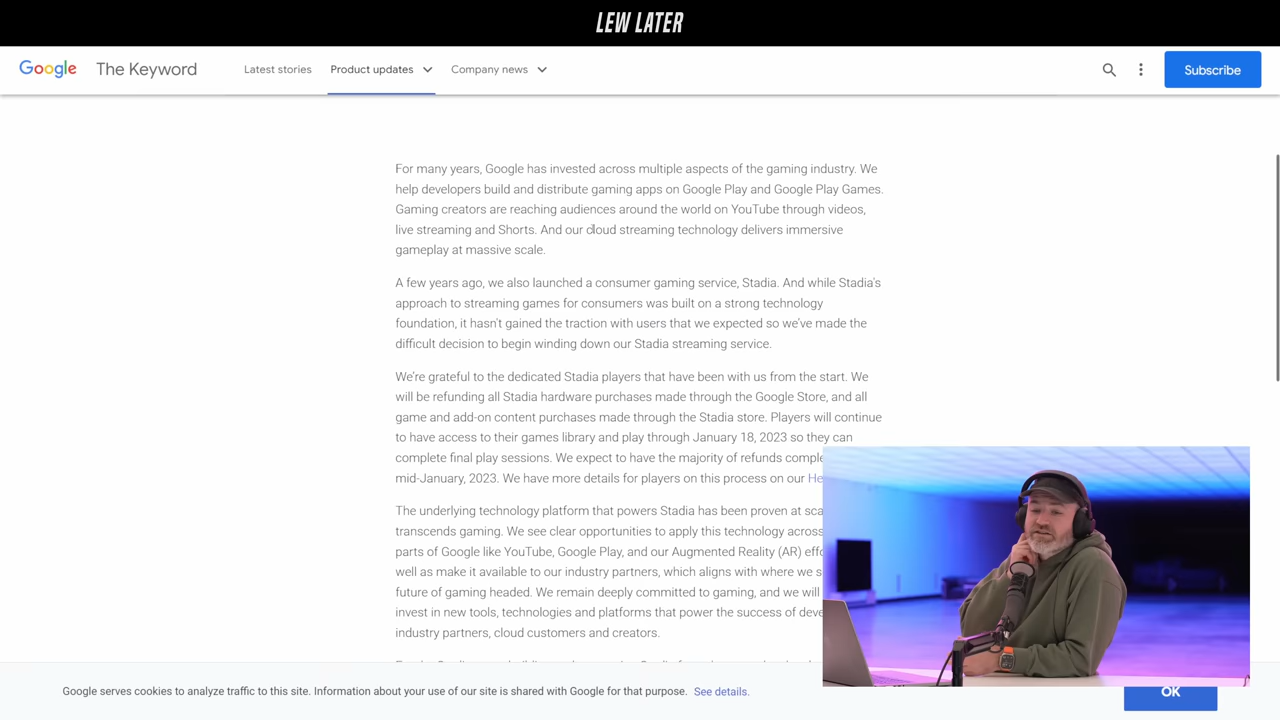 LEW LATER
Google The Keyword Latest stories Product updates Company news Subscribe
For many years, Google has invested across multiple aspects of the gaming industry. We
help developers build and distribute gaming apps on Google Play and Google Play Games.
Gaming creators are reaching audiences around the world on YouTube through videos,
live streaming and Shorts. And our cloud streaming technology delivers immersive
gameplay at massive scale.
A few years ago, we also launched a consumer gaming service, Stadia. And while Stadia's
approach to streaming games for consumers was built on a strong technology
foundation, it hasn't gained the traction with users that we expected so we've made the
difficult decision to begin winding down our Stadia streaming service.
We're grateful to the dedicated Stadia players that have been with us from the start. We
will be refunding all Stadia hardware purchases made through the Google Store, and all
game and add-on content purchases made through the Stadia store. Players will continue
to have access to their games library and play through January 18, 2023 so they can
complete final play sessions. We expect to have the majority of refunds comple
mid-January, 2023. We have more details for players on this process on our He
The underlying technology platform that powers Stadia has been proven at sca
transcends gaming. We see clear opportunities to apply this technology across
parts of Google like YouTube, Google Play, and our Augmented Reality (AR) effo
well as make it available to our industry partners, which aligns with where we s
future of gaming headed. We remain deeply committed to gaming, and we will
invest in new tools, technologies and platforms that power the success of deve
industry partners, cloud customers and creators.
Google serves cookies to analyze traffic to this site. Information about your use of our site is shared with Google for that purpose. See details.
OK